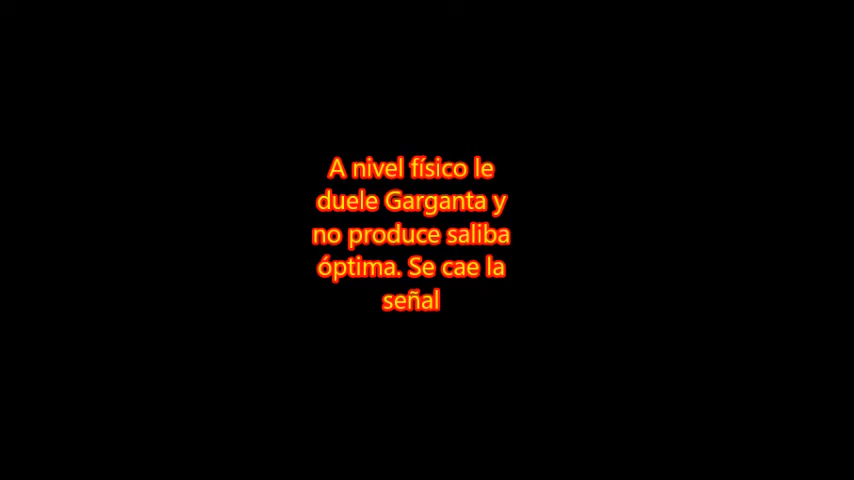 A nivel físico le
duele Garganta y
no produce saliba
óptima. Se cae la
señal